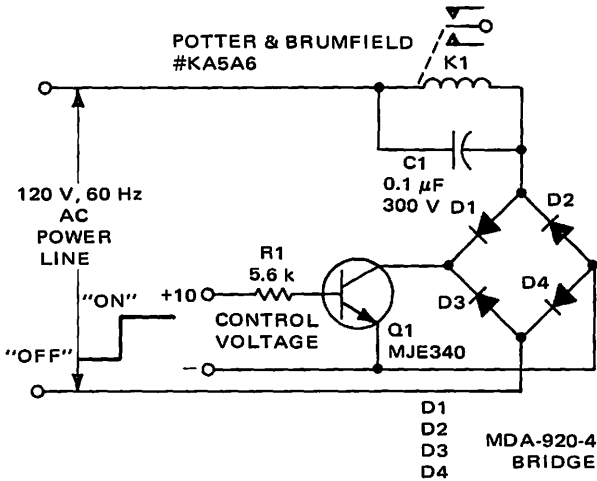 POTTER & BRUMFIELD
#KA5A6
K1
C1
0.1 μF
300 V
D1
D2
120 V, 60 Hz
AC
POWER
LINE
R1
5.6 k
D3
D4
"ON"
+10
CONTROL
VOLTAGE
Q1
MJE340
"OFF"
−
D1
D2
D3
D4
MDA-920-4
BRIDGE